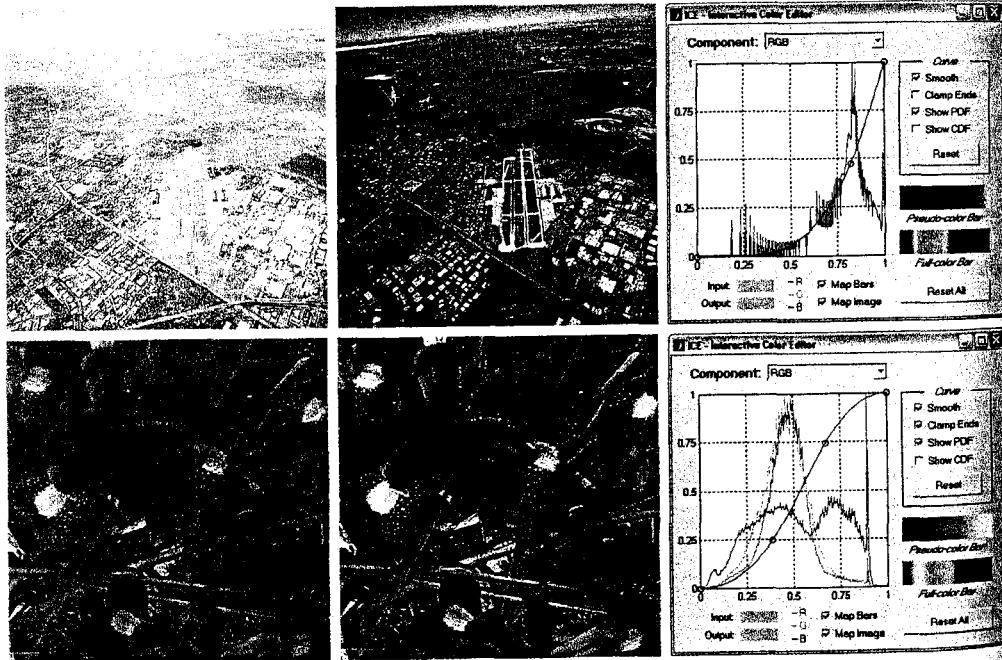 ICE - Interactive Color Editor
Component: RGB
Curve
Smooth
Clamp Ends
Show PDF
Show CDF
Reset
1
0.75
0.5
0.25
0
0.25
0.5
0.75
1
Pseudo-color Bar
Full-color Bar
Input: -R Map Bars
Output: -B Map Image
Reset All
ICE - Interactive Color Editor
Component: RGB
Curve
Smooth
Clamp Ends
Show PDF
Show CDF
Reset
1
0.75
0.5
0.25
0
0.25
0.5
0.75
1
Pseudo-color Bar
Full-color Bar
Input: -R Map Bars
-G
Output: -B Map Image
Reset All